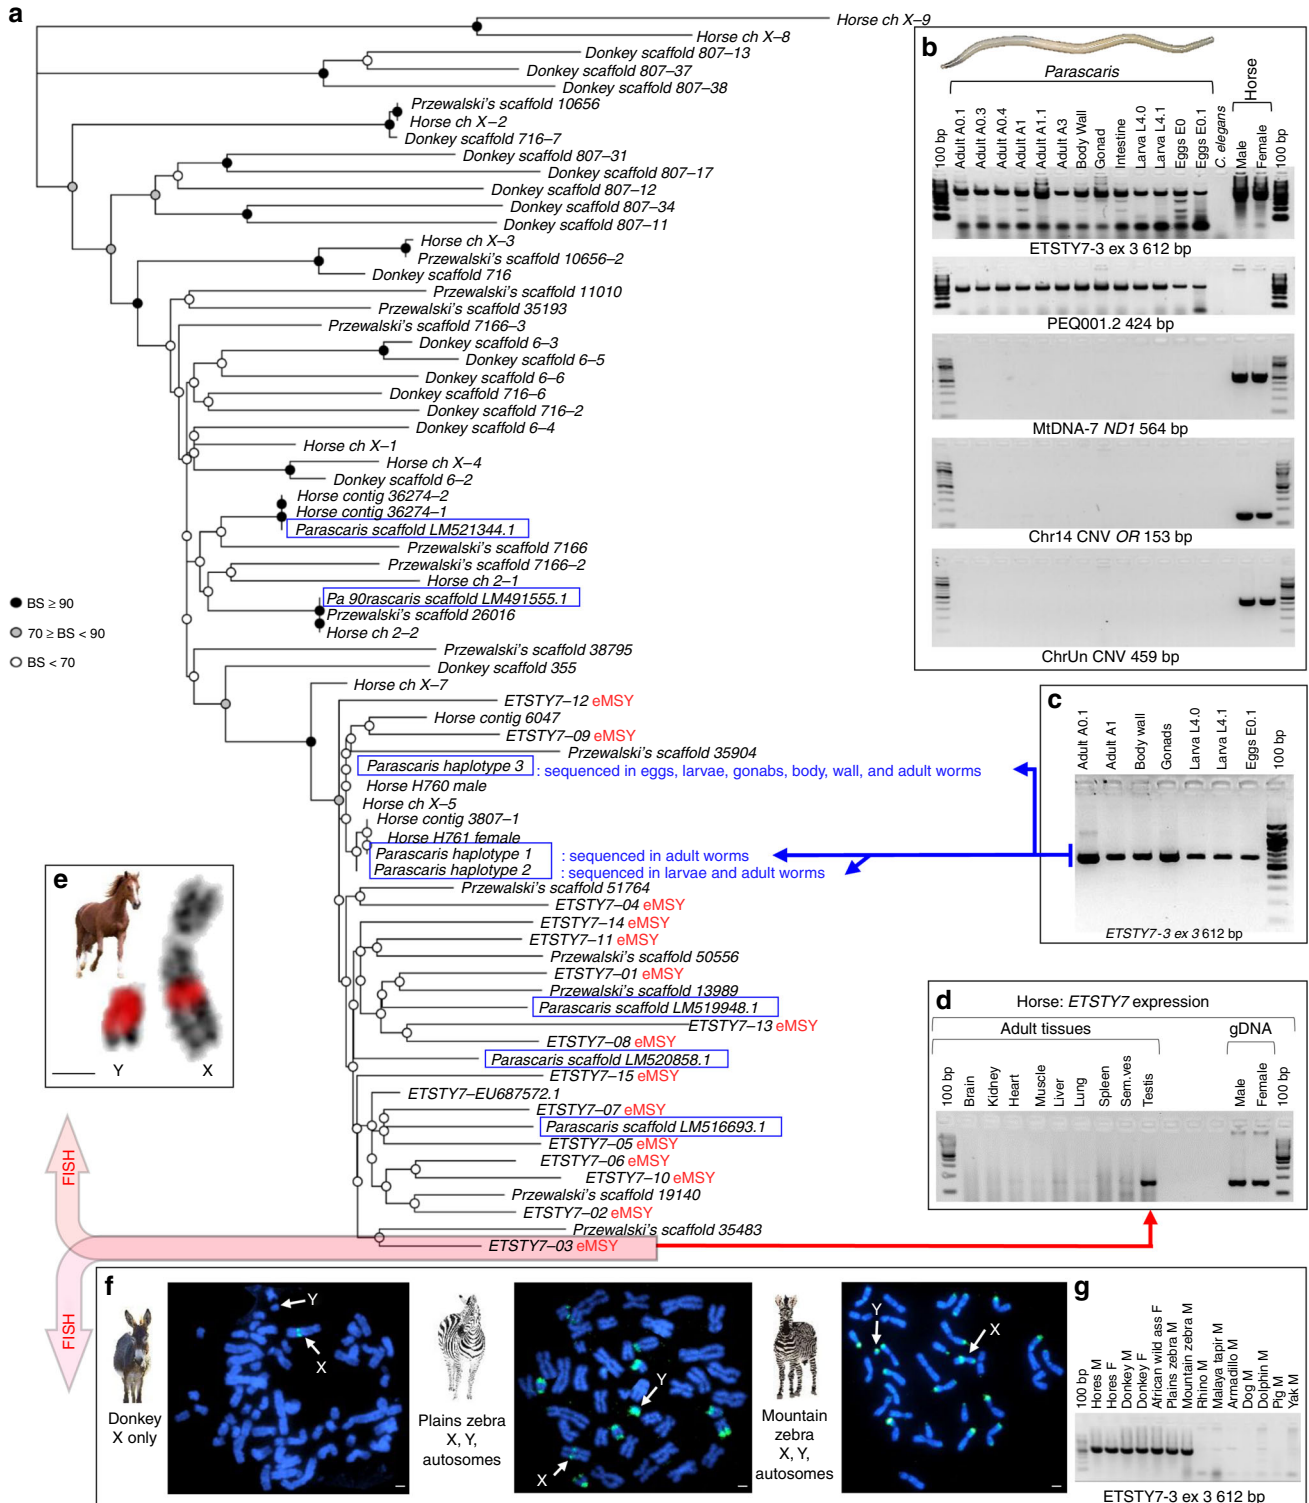 a
Horse ch X–9
Horse ch X–8
Donkey scaffold 807–13
Donkey scaffold 807–37
Donkey scaffold 807–38
Przewalski's scaffold 10656
Horse ch X–2
Donkey scaffold 716–7
Donkey scaffold 807–31
Donkey scaffold 807–17
Donkey scaffold 807–12
Donkey scaffold 807–34
Donkey scaffold 807–11
Horse ch X–3
Przewalski's scaffold 10656–2
Donkey scaffold 716
Przewalski's scaffold 11010
Przewalski's scaffold 35193
Przewalski's scaffold 7166–3
Donkey scaffold 6–3
Donkey scaffold 6–5
Donkey scaffold 6–6
Donkey scaffold 716–6
Donkey scaffold 716–2
Donkey scaffold 6–4
Horse ch X–1
Horse ch X–4
Donkey scaffold 6–2
Horse contig 36274–2
Horse contig 36274–1
Parascaris scaffold LM521344.1
Przewalski's scaffold 7166
Przewalski's scaffold 7166–2
Horse ch 2–1
Pa 90rascaris scaffold LM491555.1
Przewalski's scaffold 26016
Horse ch 2–2
Przewalski's scaffold 38795
Donkey scaffold 355
Horse ch X–7
ETSTY7–12 eMSY
Horse contig 6047
ETSTY7–09 eMSY
Przewalski's scaffold 35904
Parascaris haplotype 3 : sequenced in eggs, larvae, gonabs, body, wall, and adult worms
Horse H760 male
Horse ch X–5
Horse contig 3807–1
Horse H761 female
Parascaris haplotype 1 : sequenced in adult worms
Parascaris haplotype 2 : sequenced in larvae and adult worms
Przewalski's scaffold 51764
ETSTY7–04 eMSY
ETSTY7–14 eMSY
ETSTY7–11 eMSY
Przewalski's scaffold 50556
ETSTY7–01 eMSY
Przewalski's scaffold 13989
Parascaris scaffold LM519948.1
ETSTY7–13 eMSY
ETSTY7–08 eMSY
Parascaris scaffold LM520858.1
ETSTY7–15 eMSY
ETSTY7–EU687572.1
ETSTY7–07 eMSY
Parascaris scaffold LM516693.1
ETSTY7–05 eMSY
ETSTY7–06 eMSY
ETSTY7–10 eMSY
Przewalski's scaffold 19140
ETSTY7–02 eMSY
Przewalski's scaffold 35483
ETSTY7–03 eMSY
BS ≥ 90
70 ≥ BS < 90
BS < 70
b
Parascaris
Horse
100 bp
Adult A0.1
Adult A0.3
Adult A0.4
Adult A1
Adult A1.1
Adult A3
Body Wall
Gonad
Intestine
Larva L4.0
Larva L4.1
Eggs E0
Eggs E0.1
C. elegans
Male
Female
100 bp
ETSTY7-3 ex 3 612 bp
PEQ001.2 424 bp
MtDNA-7 ND1 564 bp
Chr14 CNV OR 153 bp
ChrUn CNV 459 bp
c
Adult A0.1
Adult A1
Body wall
Gonads
Larva L4.0
Larva L4.1
Eggs E0.1
100 bp
ETSTY7-3 ex 3 612 bp
d
Horse: ETSTY7 expression
Adult tissues
gDNA
100 bp
Brain
Kidney
Heart
Muscle
Liver
Lung
Spleen
Sem.ves
Testis
Male
Female
100 bp
e
Y
X
FISH
FISH
f
Donkey
X only
Y
X
Plains zebra
X, Y,
autosomes
Y
X
Mountain
zebra
X, Y,
autosomes
Y
X
g
100 bp
Hores M
Hores F
Donkey M
Donkey F
African wild ass F
Plains zebra M
Mountain zebra M
Rhino M
Malaya tapir M
Armadillo M
Dog M
Dolphin M
Pig M
Yak M
ETSTY7-3 ex 3 612 bp